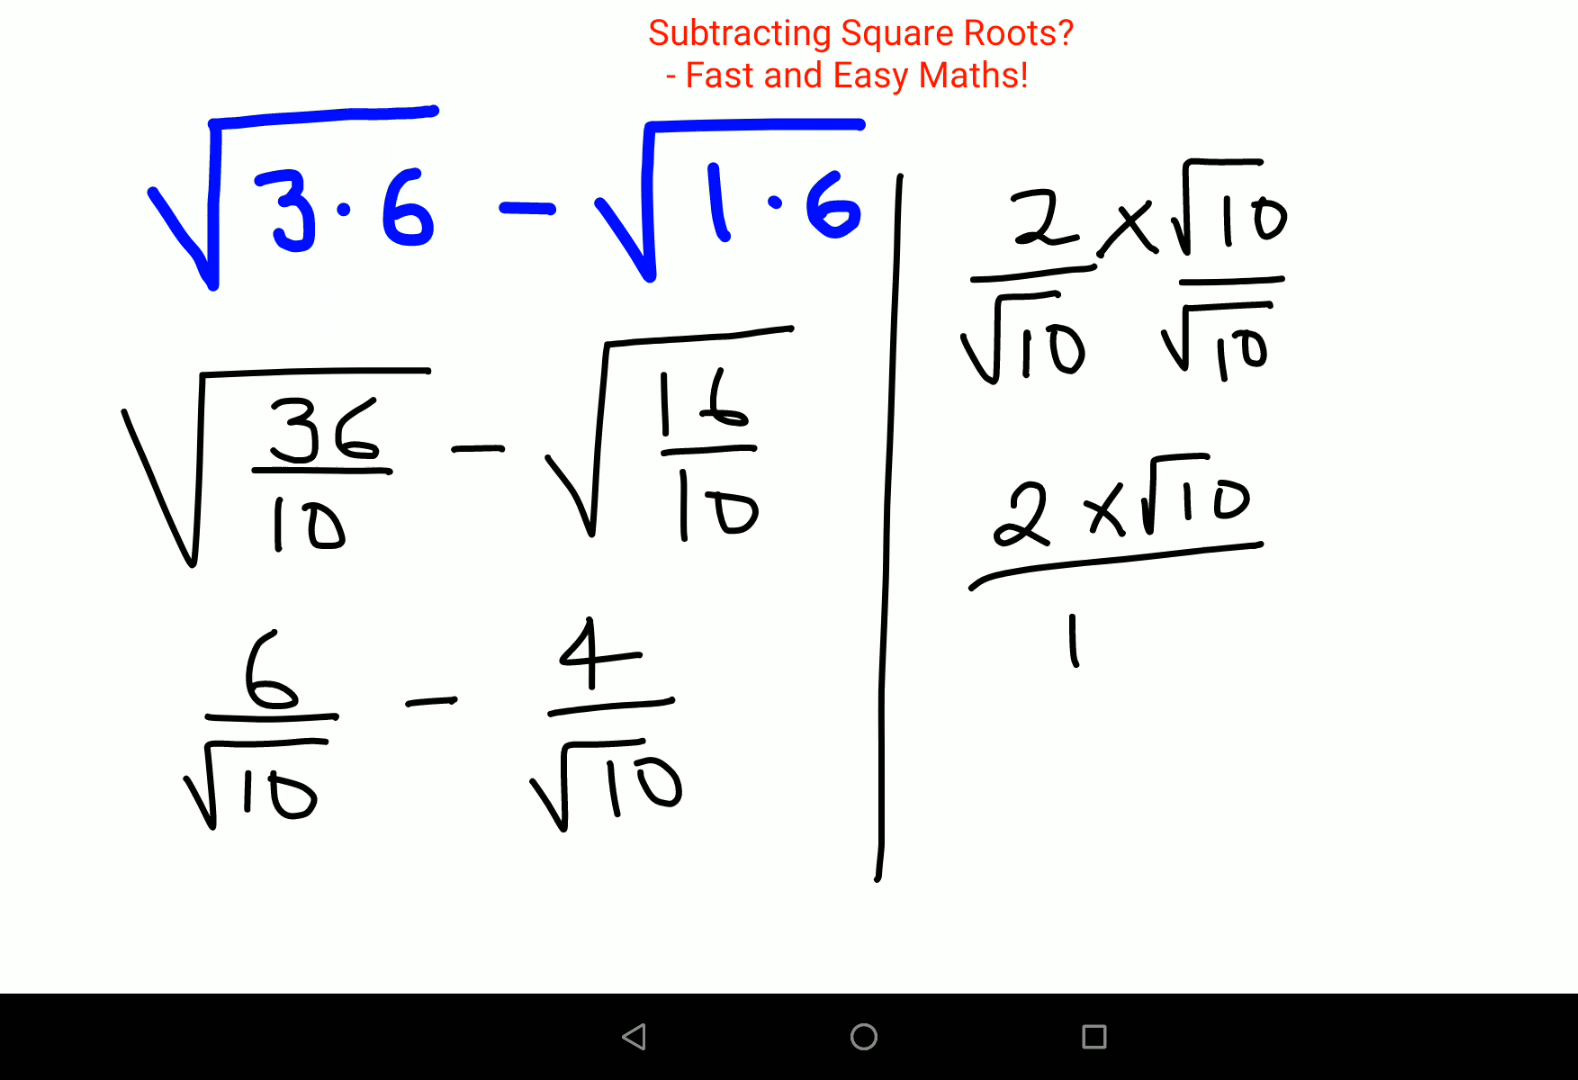 Subtracting Square Roots?
- Fast and Easy Maths!
√3·6 - √1·6
√36/10 - √16/10
6/√10 - 4/√10
2/√10 × √10/√10
2 × √10
1